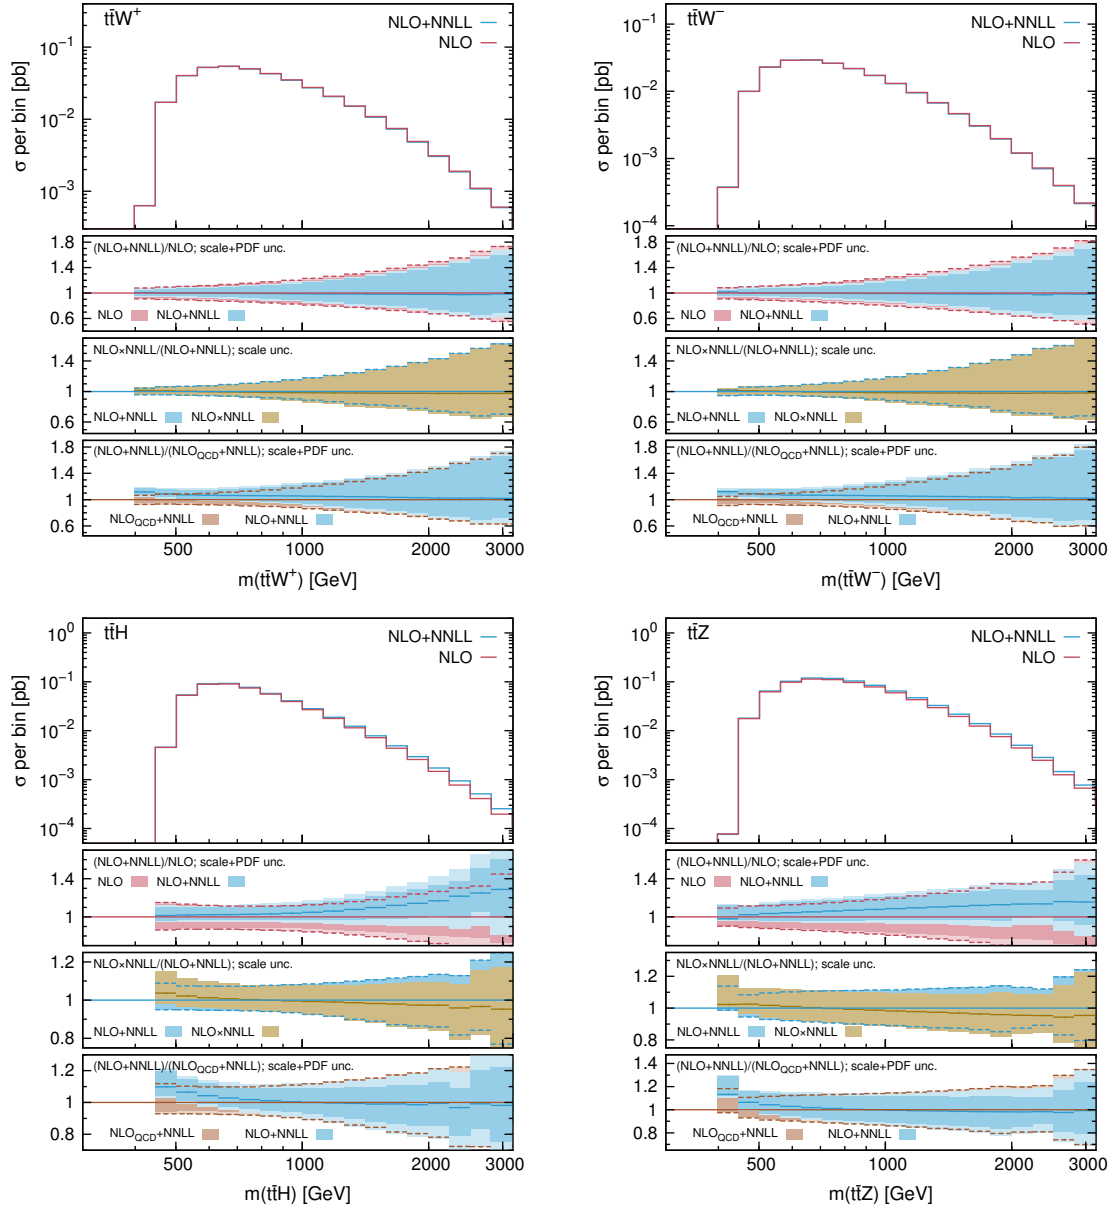 tt̄W⁺
NLO+NNLL
NLO
10⁻¹
10⁻²
10⁻³
σ per bin [pb]
(NLO+NNLL)/NLO; scale+PDF unc.
1.8
1.4
1
0.6
NLO NLO+NNLL
NLO×NNLL/(NLO+NNLL); scale unc.
1.4
1
0.6
NLO+NNLL NLO×NNLL
(NLO+NNLL)/(NLO_QCD+NNLL); scale+PDF unc.
1.8
1.4
1
0.6
NLO_QCD+NNLL NLO+NNLL
500 1000 2000 3000
m(tt̄W⁺) [GeV]
tt̄W⁻
NLO+NNLL
NLO
10⁻¹
10⁻²
10⁻³
10⁻⁴
σ per bin [pb]
(NLO+NNLL)/NLO; scale+PDF unc.
1.8
1.4
1
0.6
NLO NLO+NNLL
NLO×NNLL/(NLO+NNLL); scale unc.
1.4
1
0.6
NLO+NNLL NLO×NNLL
(NLO+NNLL)/(NLO_QCD+NNLL); scale+PDF unc.
1.8
1.4
1
0.6
NLO_QCD+NNLL NLO+NNLL
500 1000 2000 3000
m(tt̄W⁻) [GeV]
tt̄H
NLO+NNLL
NLO
10⁰
10⁻¹
10⁻²
10⁻³
10⁻⁴
σ per bin [pb]
(NLO+NNLL)/NLO; scale+PDF unc.
1.4
1
NLO NLO+NNLL
NLO×NNLL/(NLO+NNLL); scale unc.
1.2
1
0.8
NLO+NNLL NLO×NNLL
(NLO+NNLL)/(NLO_QCD+NNLL); scale+PDF unc.
1.2
1
0.8
NLO_QCD+NNLL NLO+NNLL
500 1000 2000 3000
m(tt̄H) [GeV]
tt̄Z
NLO+NNLL
NLO
10⁰
10⁻¹
10⁻²
10⁻³
10⁻⁴
σ per bin [pb]
(NLO+NNLL)/NLO; scale+PDF unc.
1.4
1
NLO NLO+NNLL
NLO×NNLL/(NLO+NNLL); scale unc.
1.2
1
0.8
NLO+NNLL NLO×NNLL
(NLO+NNLL)/(NLO_QCD+NNLL); scale+PDF unc.
1.4
1.2
1
0.8
NLO_QCD+NNLL NLO+NNLL
500 1000 2000 3000
m(tt̄Z) [GeV]